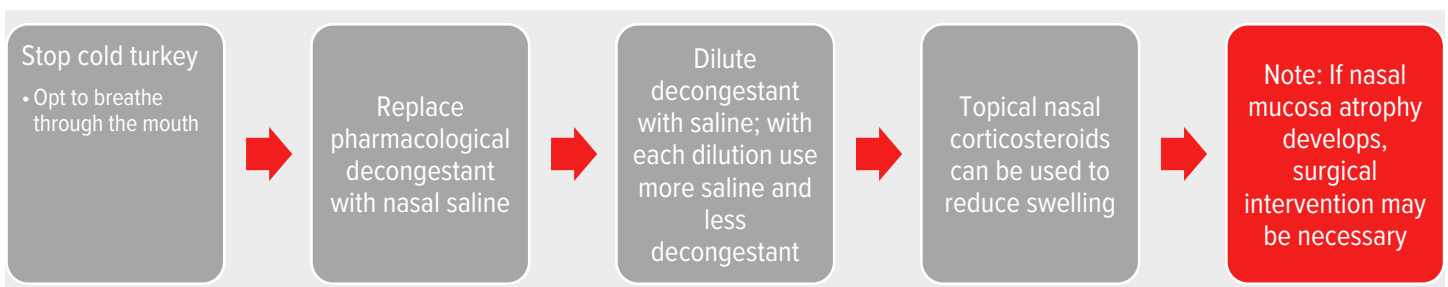 Stop cold turkey
• Opt to breathe
through the mouth
Replace
pharmacological
decongestant
with nasal saline
Dilute
decongestant
with saline; with
each dilution use
more saline and
less
decongestant
Topical nasal
corticosteroids
can be used to
reduce swelling
Note: If nasal
mucosa atrophy
develops,
surgical
intervention may
be necessary